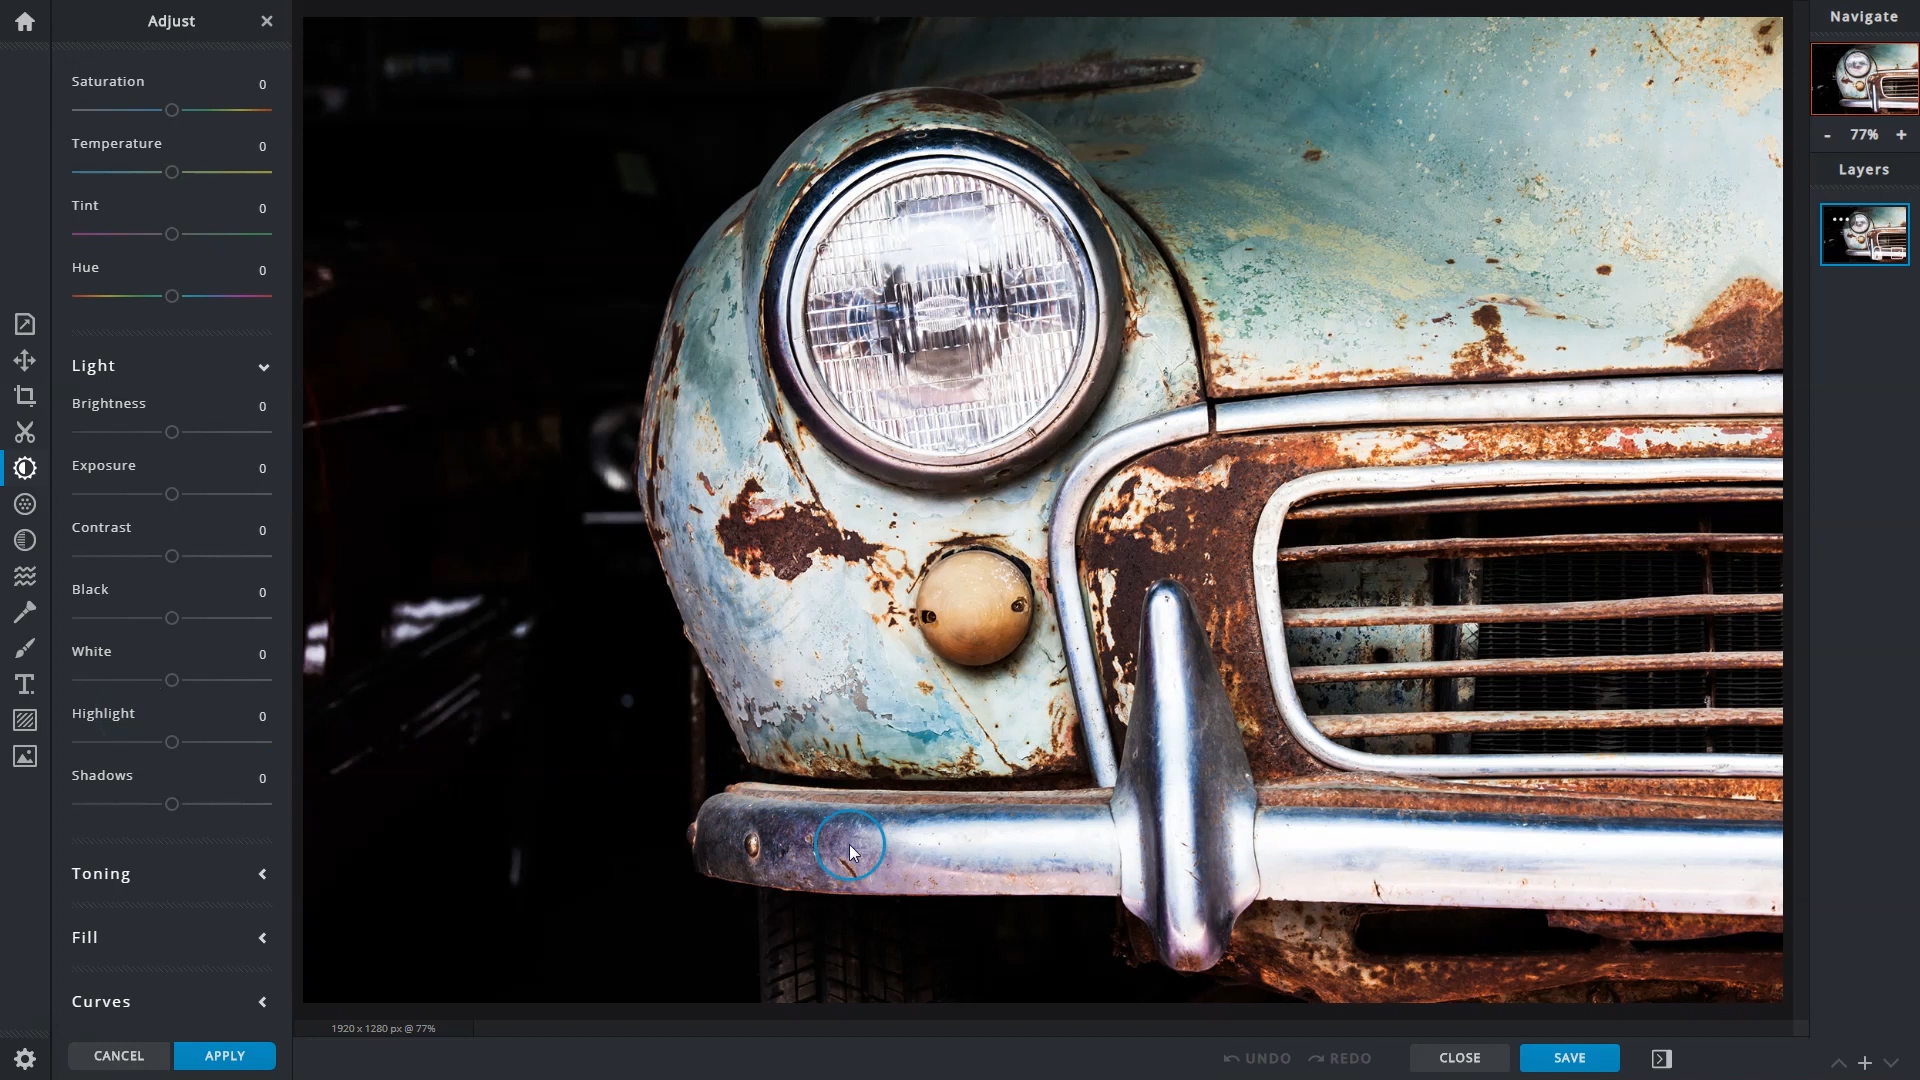 Adjust
Saturation 0
Temperature 0
Tint 0
Hue 0
Light
Brightness 0
Exposure 0
Contrast 0
Black 0
White 0
Highlight 0
Shadows 0
Toning
Fill
Curves
CANCEL APPLY
1920 x 1280 px @ 77%
UNDO REDO CLOSE SAVE
Navigate
- 77% +
Layers